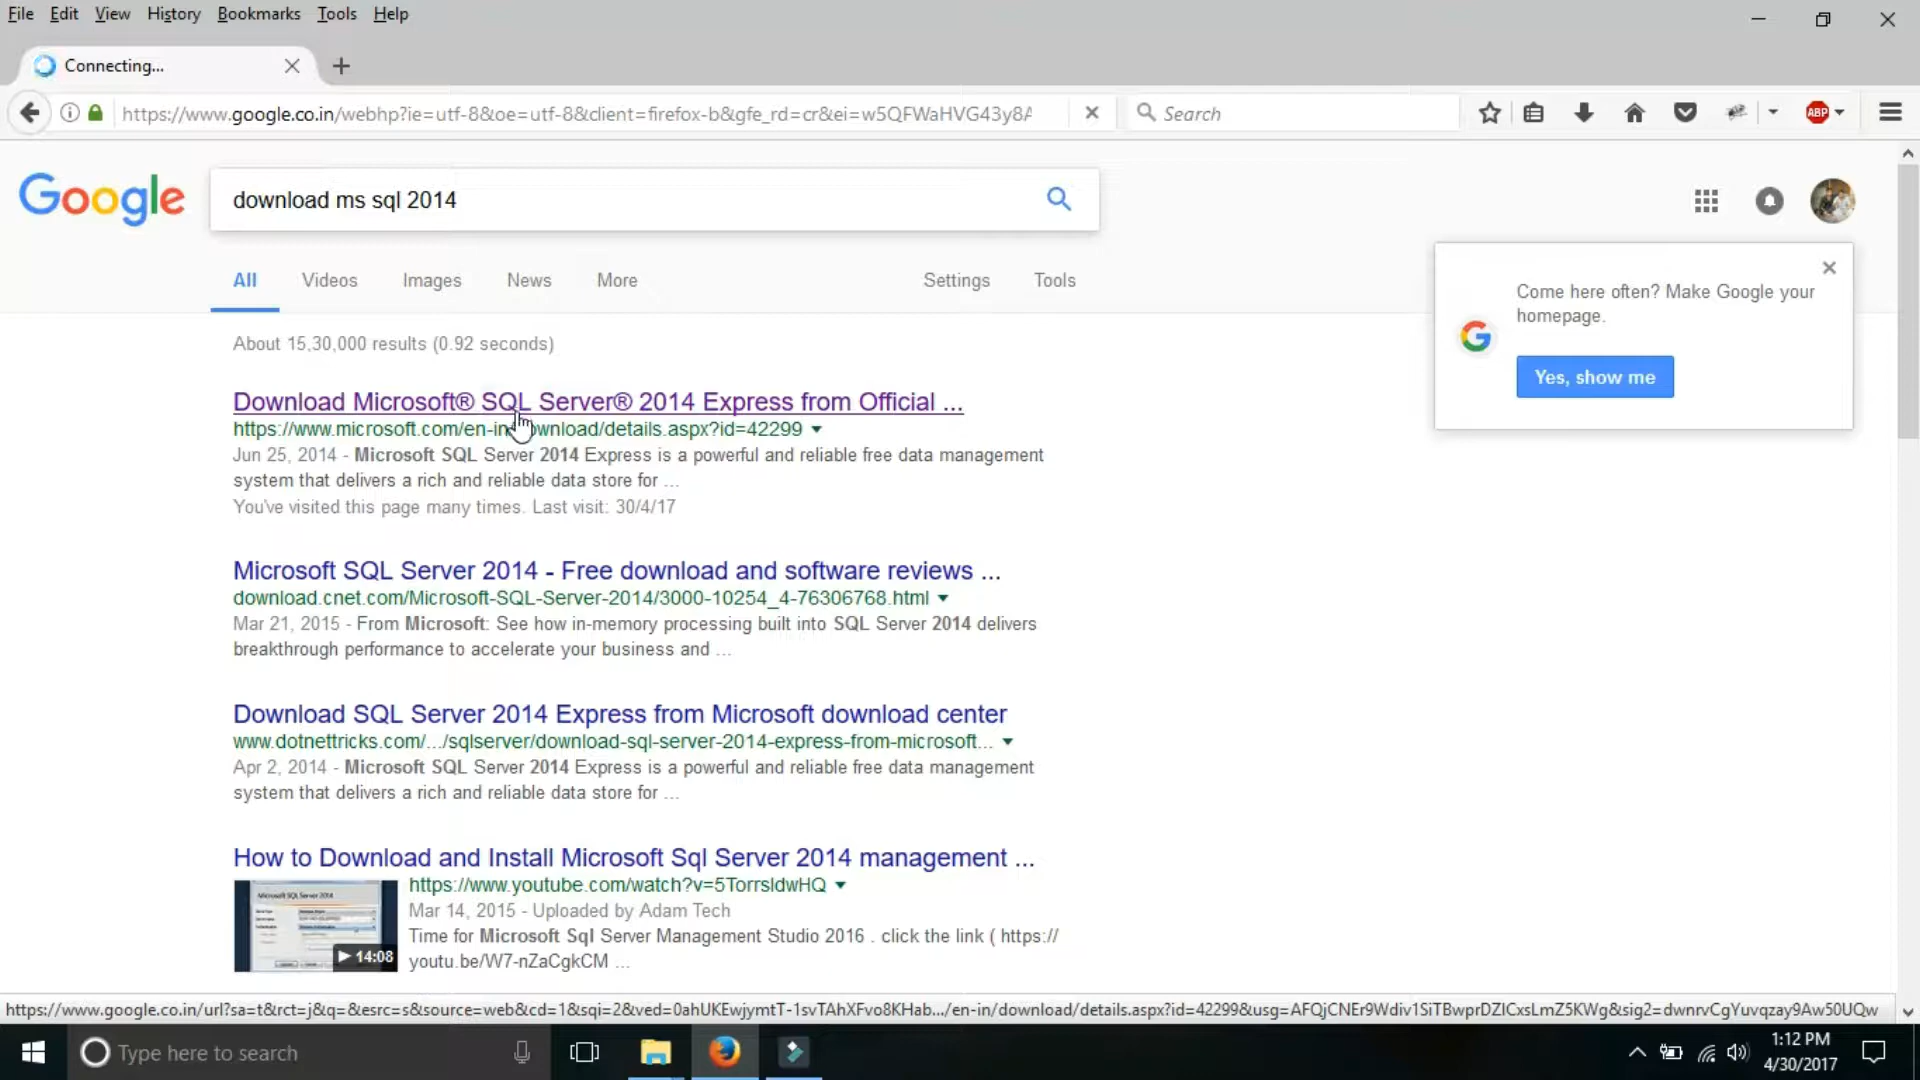 File Edit View History Bookmarks Tools Help
Connecting...
https://www.google.co.in/webhp?ie=utf-8&oe=utf-8&client=firefox-b&gfe_rd=cr&ei=w5QFWaHVG43y8A
Search
ABP
Google
download ms sql 2014
All Videos Images News More Settings Tools
Come here often? Make Google your
homepage.
Yes, show me
About 15,30,000 results (0.92 seconds)
Download Microsoft® SQL Server® 2014 Express from Official ...
https://www.microsoft.com/en-in/download/details.aspx?id=42299
Jun 25, 2014 - Microsoft SQL Server 2014 Express is a powerful and reliable free data management
system that delivers a rich and reliable data store for ...
You've visited this page many times. Last visit: 30/4/17
Microsoft SQL Server 2014 - Free download and software reviews ...
download.cnet.com/Microsoft-SQL-Server-2014/3000-10254_4-76306768.html
Mar 21, 2015 - From Microsoft: See how in-memory processing built into SQL Server 2014 delivers
breakthrough performance to accelerate your business and ...
Download SQL Server 2014 Express from Microsoft download center
www.dotnettricks.com/.../sqlserver/download-sql-server-2014-express-from-microsoft...
Apr 2, 2014 - Microsoft SQL Server 2014 Express is a powerful and reliable free data management
system that delivers a rich and reliable data store for ...
How to Download and Install Microsoft Sql Server 2014 management ...
https://www.youtube.com/watch?v=5TorrsldwHQ
Mar 14, 2015 - Uploaded by Adam Tech
Time for Microsoft Sql Server Management Studio 2016 . click the link ( https://
youtu.be/W7-nZaCgkCM ...
Microsoft SQL Server 2014
14:08
https://www.google.co.in/url?sa=t&rct=j&q=&esrc=s&source=web&cd=1&sqi=2&ved=0ahUKEwjymtT-1svTAhXFvo8KHab.../en-in/download/details.aspx?id=42299&usg=AFQjCNEr9Wdiv1SiTBwprDZlCxsLmZ5KWg&sig2=dwnrvCgYuvqzay9Aw50UQw
Type here to search
1:12 PM
4/30/2017